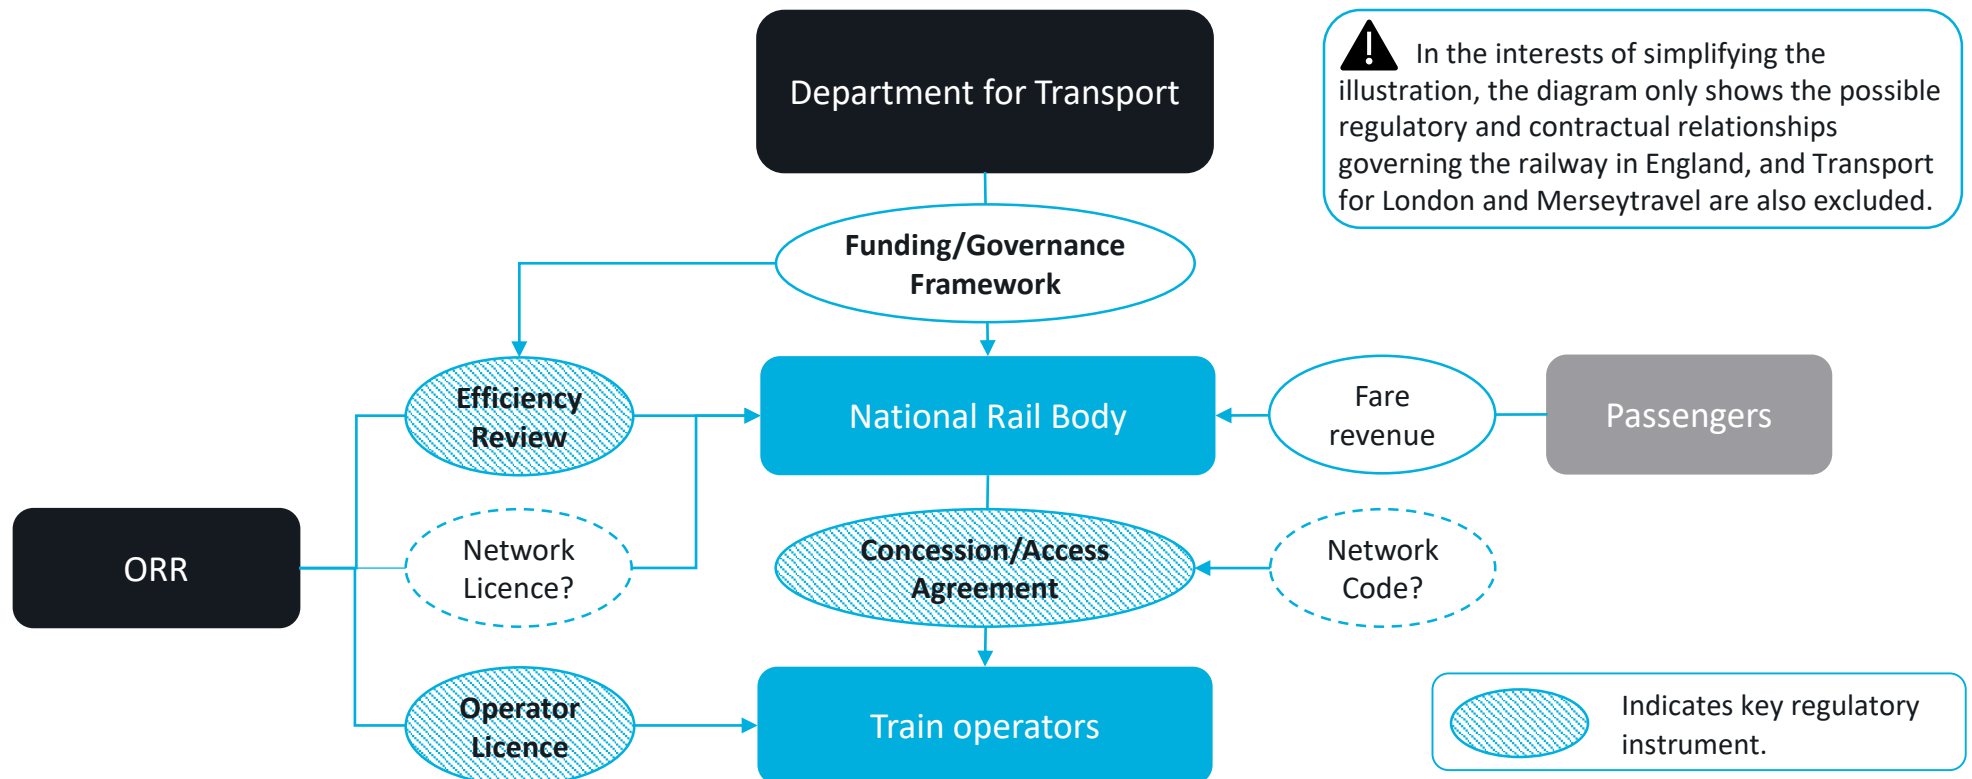 Department for Transport
In the interests of simplifying the
illustration, the diagram only shows the possible
regulatory and contractual relationships
governing the railway in England, and Transport
for London and Merseytravel are also excluded.
Funding/Governance
Framework
Efficiency
Review
National Rail Body
Fare
revenue
Passengers
ORR
Network
Licence?
Concession/Access
Agreement
Network
Code?
Operator
Licence
Train operators
Indicates key regulatory
instrument.